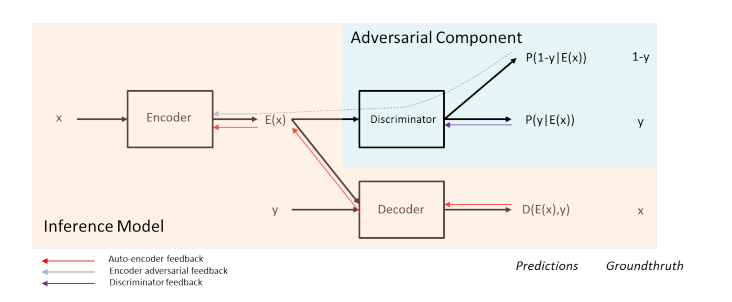 Adversarial Component
P(1-y|E(x))
1-y
x
Encoder
E(x)
Discriminator
P(y|E(x))
y
y
Decoder
D(E(x),y)
x
Inference Model
Auto-encoder feedback
Encoder adversarial feedback
Discriminator feedback
Predictions
Groundthruth